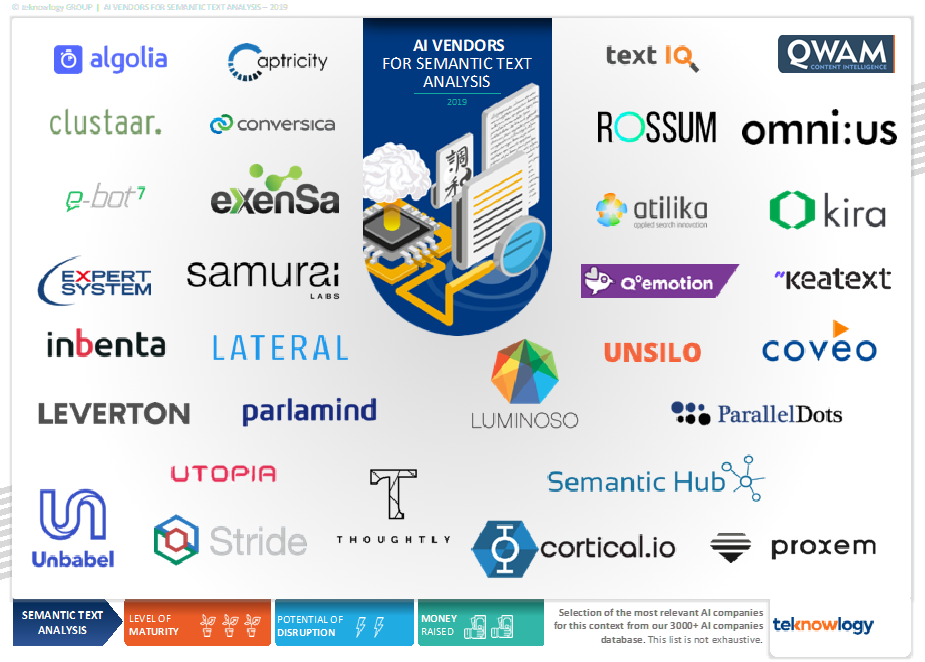 © teknowlogy GROUP | AI VENDORS FOR SEMANTIC TEXT ANALYSIS – 2019
AI VENDORS
FOR SEMANTIC TEXT
ANALYSIS
2019
algolia
aptricity
text IQ
QWAM
CONTENT INTELLIGENCE
clustaar.
conversica
ROSSUM
omni:us
e-bot7
eXenSa
調和
atilika
applied search innovation
kira
EXPERT
SYSTEM
samurai
LABS
Q°emotion
"Keatext
inbenta
LATERAL
LUMINOSO
UNSILO
coveo
LEVERTON
parlamind
ParallelDots
UTOPIA
THOUGHTLY
Semantic Hub
Unbabel
Stride
cortical.io
proxem
SEMANTIC TEXT
ANALYSIS
LEVEL OF
MATURITY
POTENTIAL OF
DISRUPTION
MONEY
RAISED
Selection of the most relevant AI companies
for this context from our 3000+ AI companies
database. This list is not exhaustive.
teknowlogy